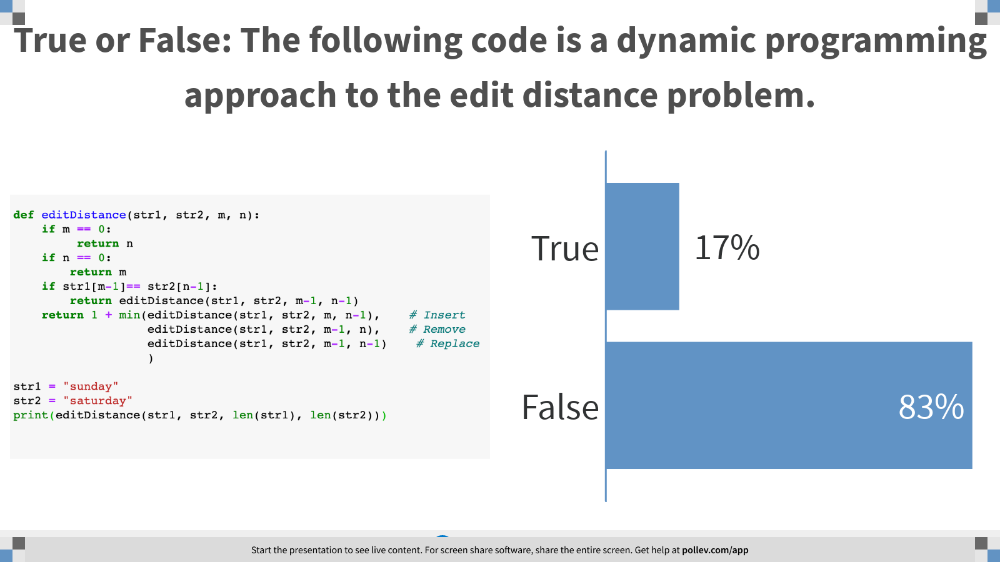 True or False: The following code is a dynamic programming
approach to the edit distance problem.
def editDistance(str1, str2, m, n):
    if m == 0:
         return n
    if n == 0:
        return m
    if str1[m-1]== str2[n-1]:
        return editDistance(str1, str2, m-1, n-1)
    return 1 + min(editDistance(str1, str2, m, n-1),    # Insert
                   editDistance(str1, str2, m-1, n),    # Remove
                   editDistance(str1, str2, m-1, n-1)    # Replace
                   )
str1 = "sunday"
str2 = "saturday"
print(editDistance(str1, str2, len(str1), len(str2)))
True 17%
False 83%
Start the presentation to see live content. For screen share software, share the entire screen. Get help at pollev.com/app